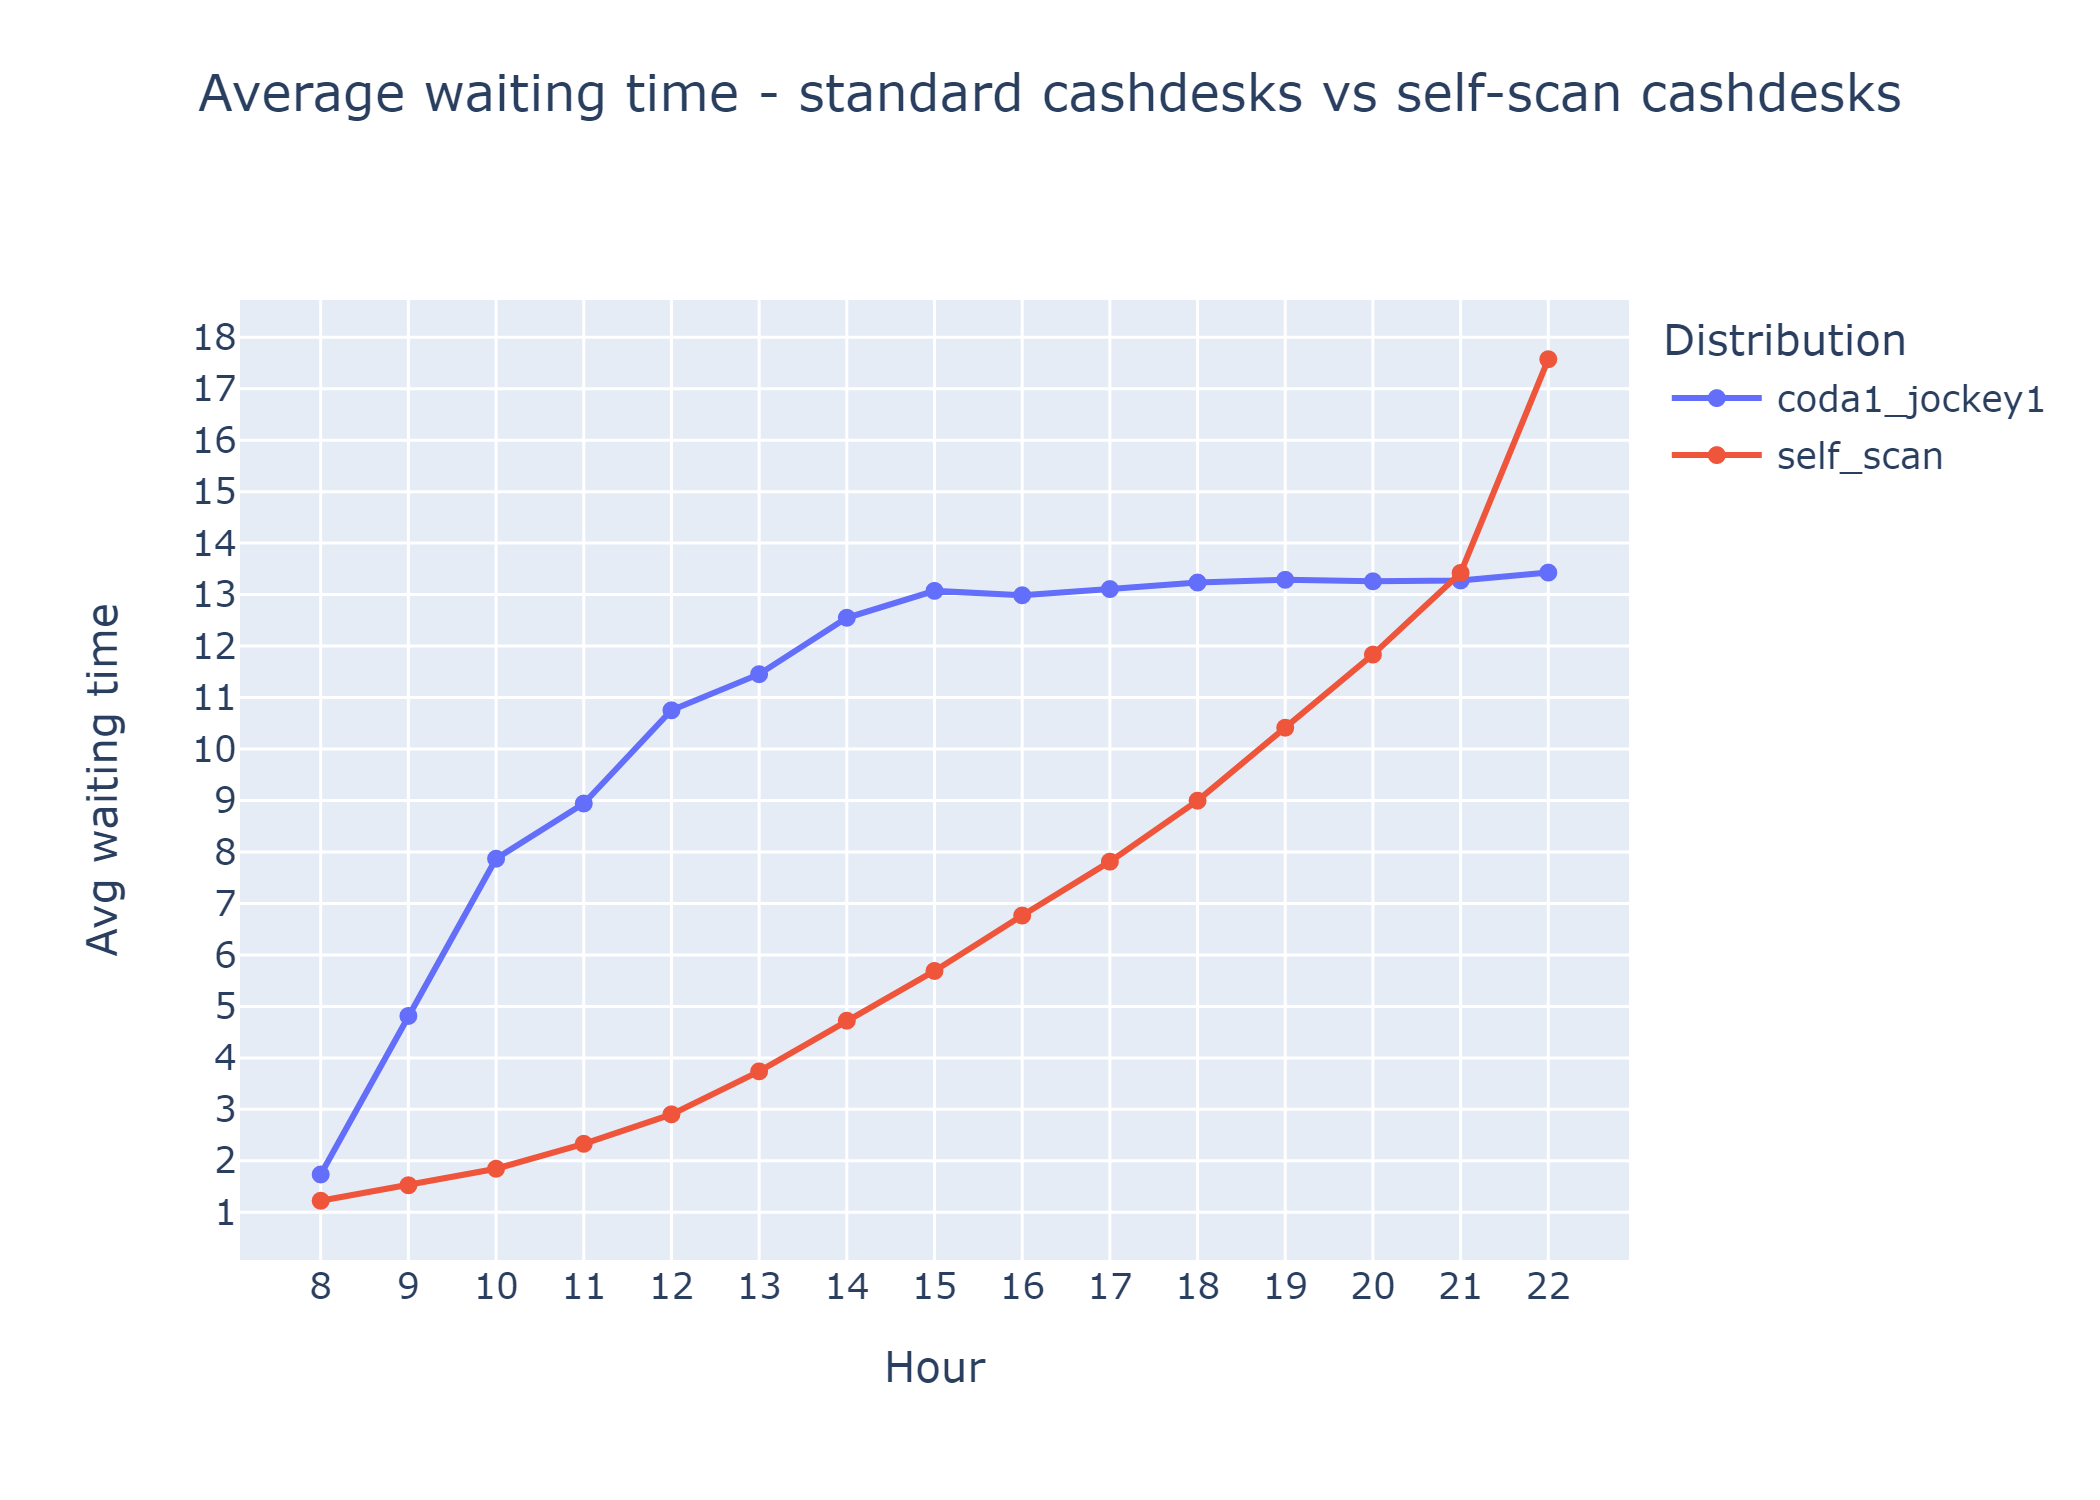 Average waiting time - standard cashdesks vs self-scan cashdesks
Distribution
coda1_jockey1
self_scan
Avg waiting time
18
17
16
15
14
13
12
11
10
9
8
7
6
5
4
3
2
1
8 9 10 11 12 13 14 15 16 17 18 19 20 21 22
Hour